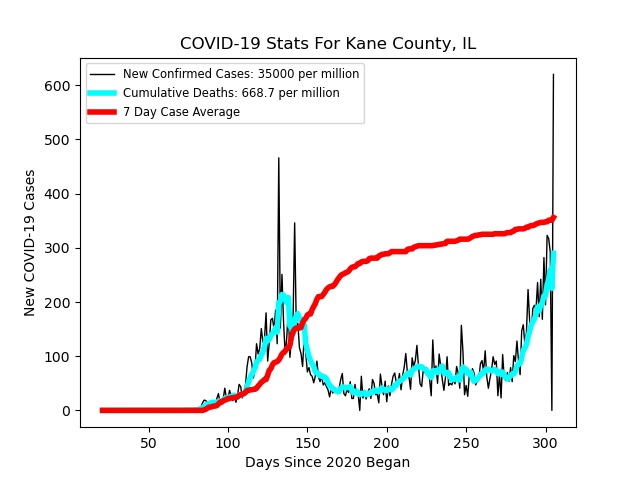 COVID-19 Stats For Kane County, IL
New Confirmed Cases: 35000 per million
Cumulative Deaths: 668.7 per million
7 Day Case Average
600
500
400
300
200
100
0
New COVID-19 Cases
50 100 150 200 250 300
Days Since 2020 Began